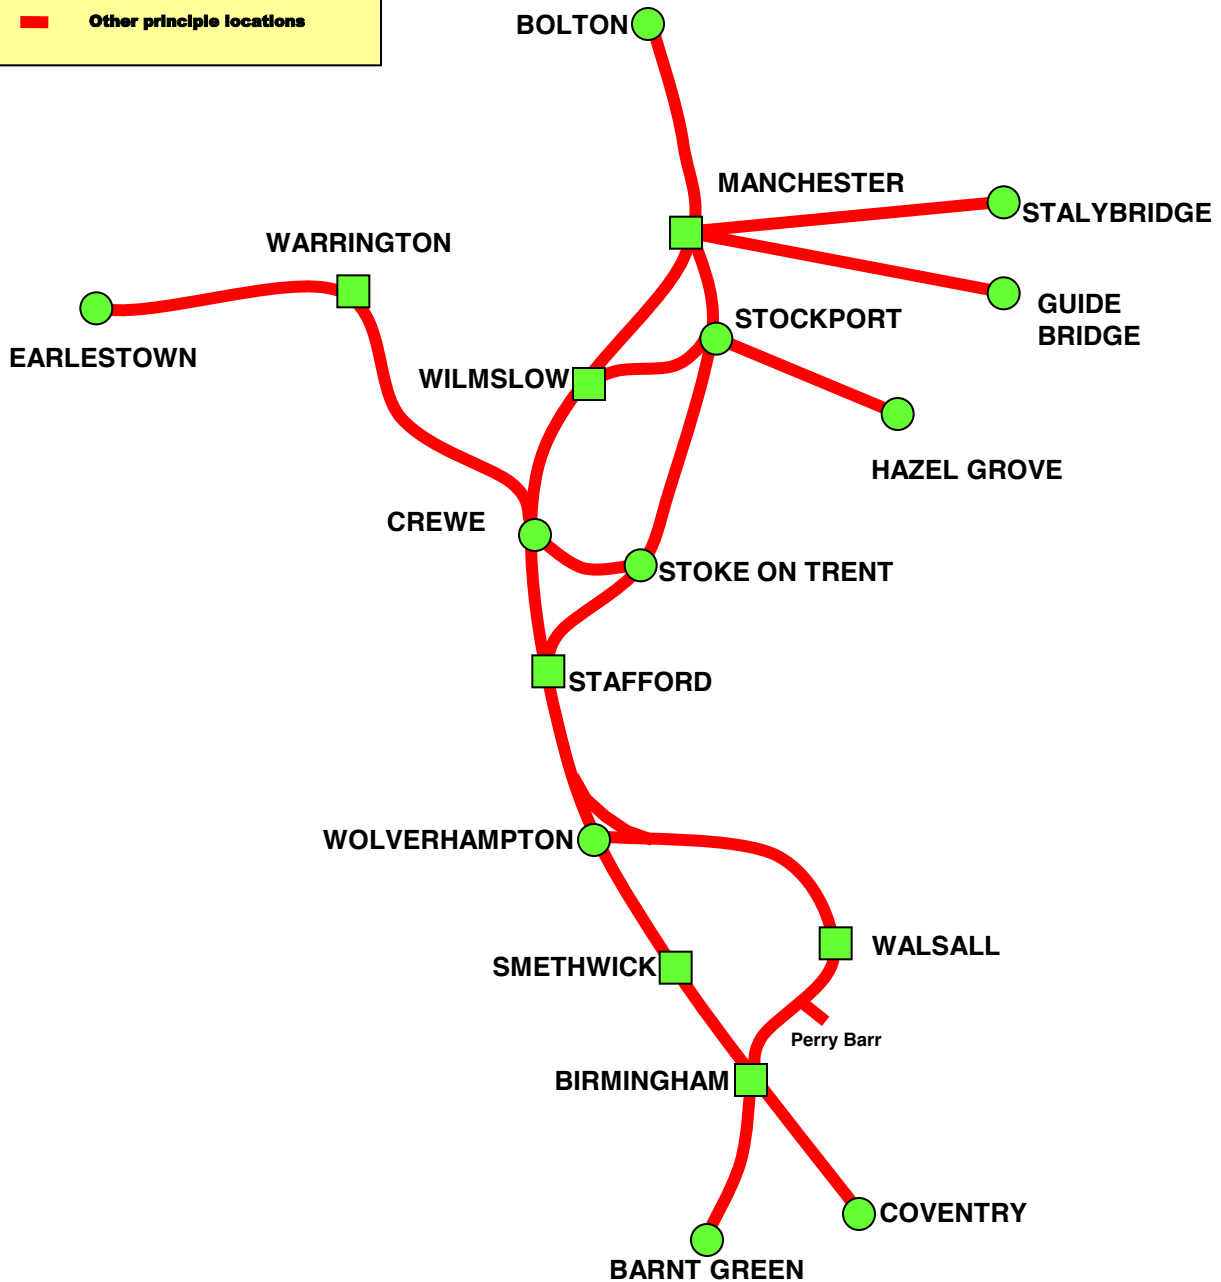 Other principle locations
BOLTON
MANCHESTER
STALYBRIDGE
WARRINGTON
GUIDE
BRIDGE
STOCKPORT
EARLESTOWN
WILMSLOW
HAZEL GROVE
CREWE
STOKE ON TRENT
STAFFORD
WOLVERHAMPTON
WALSALL
SMETHWICK
Perry Barr
BIRMINGHAM
COVENTRY
BARNT GREEN